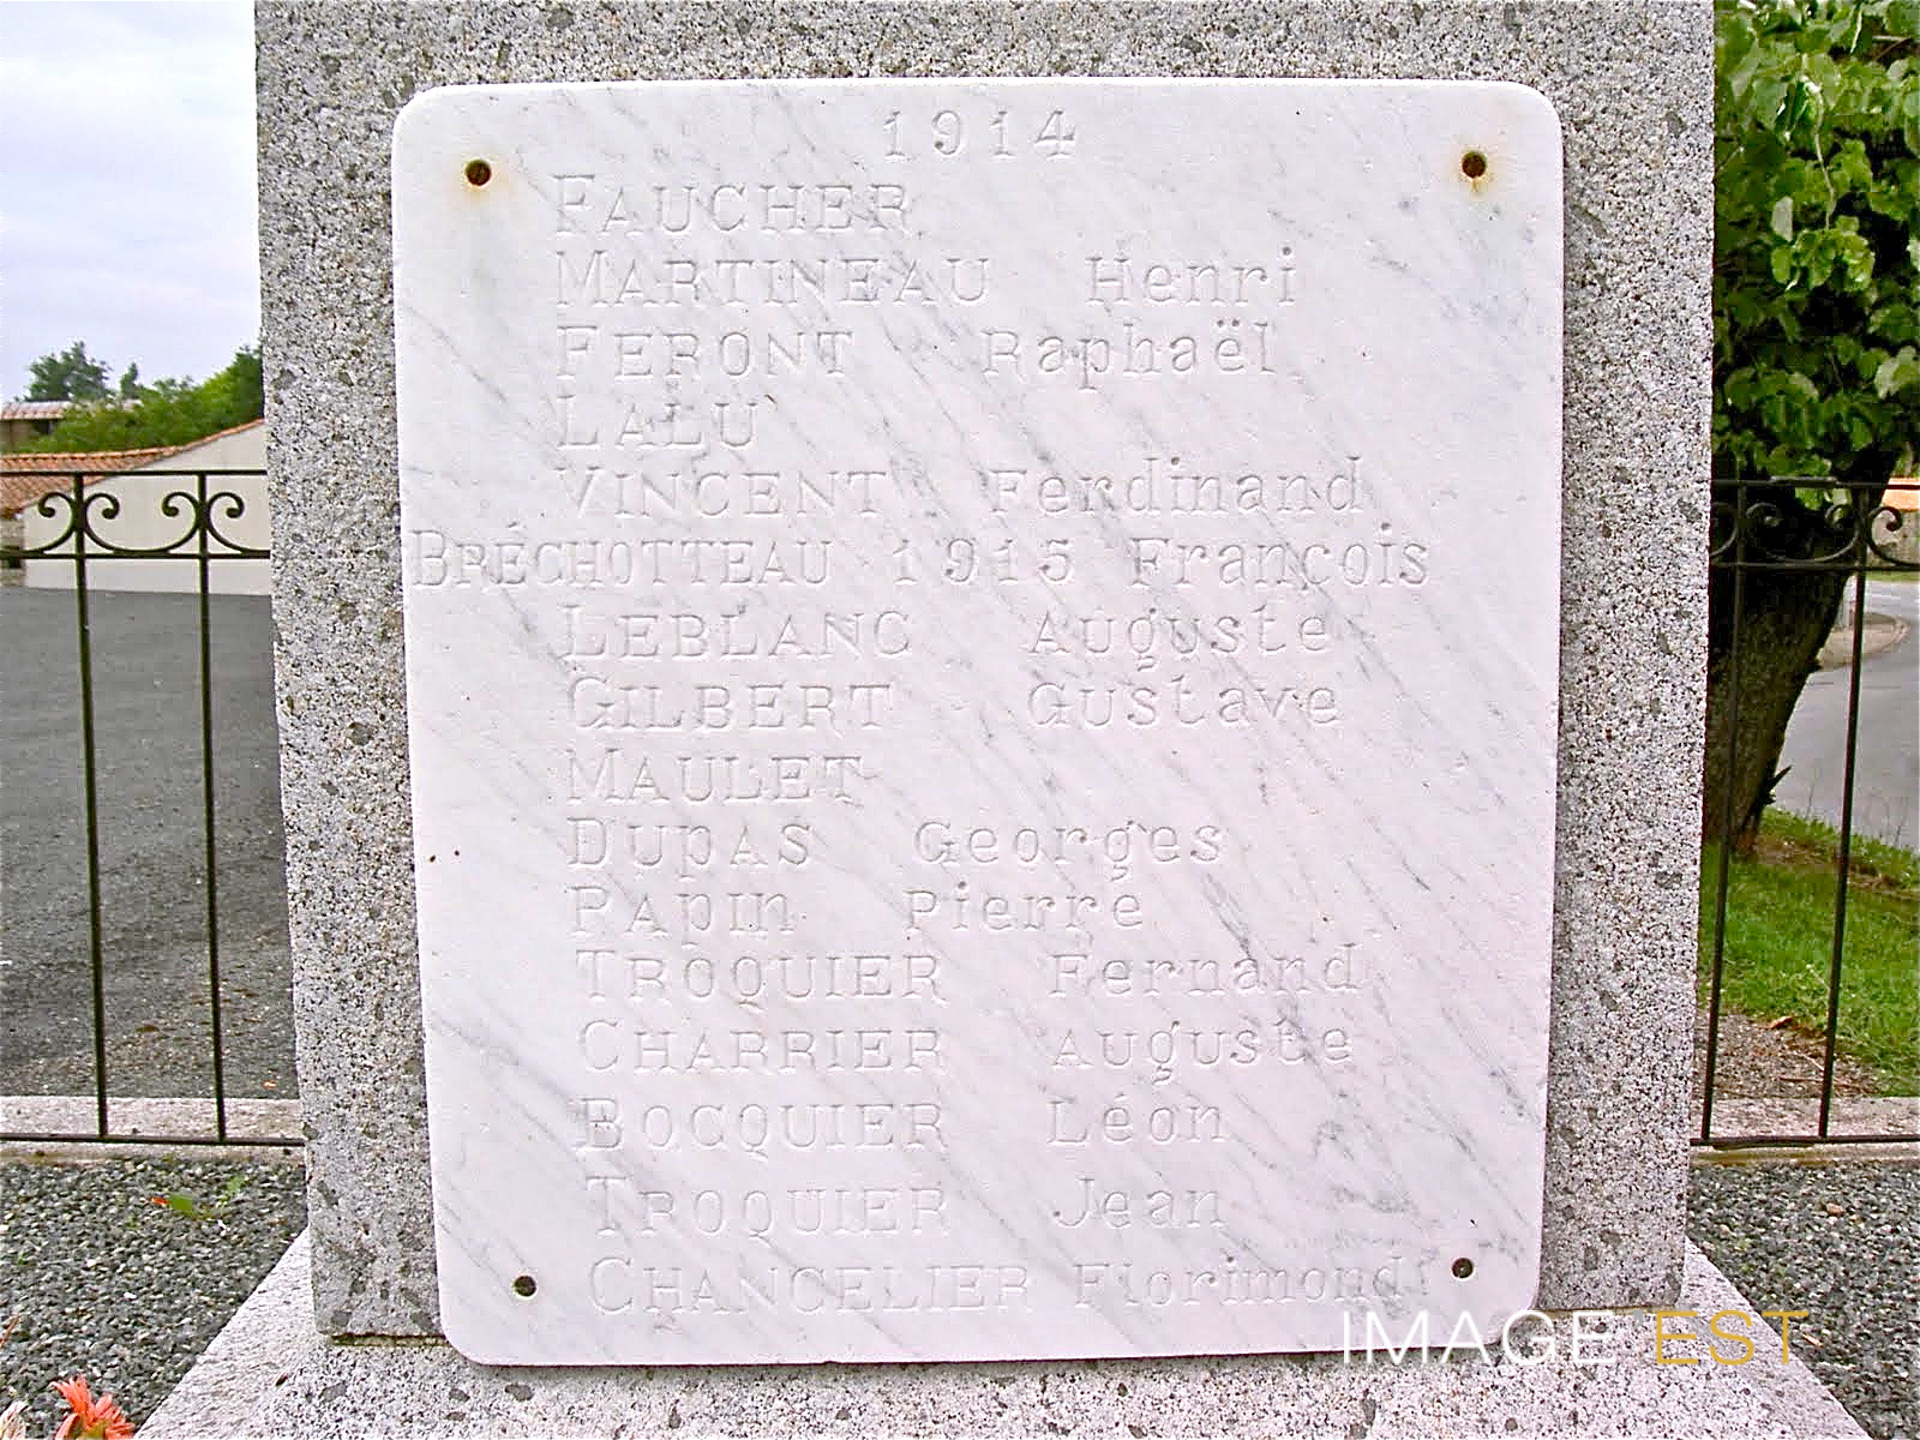 1914
FAUCHER
MARTINEAU Henri
FERONT Raphaël
LALU
VINCENT Ferdinand
BRÉCHOTTEAU 1915 François
LEBLANC Auguste
GILBERT Gustave
MAULET
DUPAS Georges
PAPIN Pierre
TROQUIER Fernand
CHARRIER Auguste
BOCQUIER Léon
TROQUIER Jean
CHANCELIER Florimond
IMAGE EST